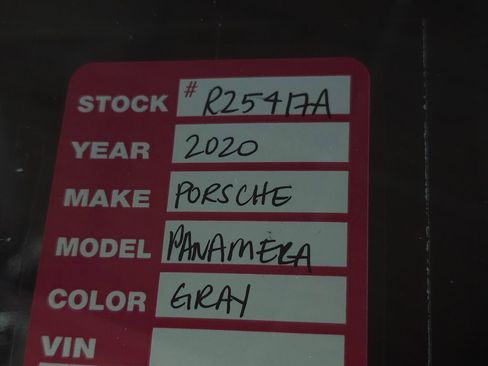 STOCK # R25417A
YEAR 2020
MAKE PORSCHE
MODEL PANAMERA
COLOR GRAY
VIN